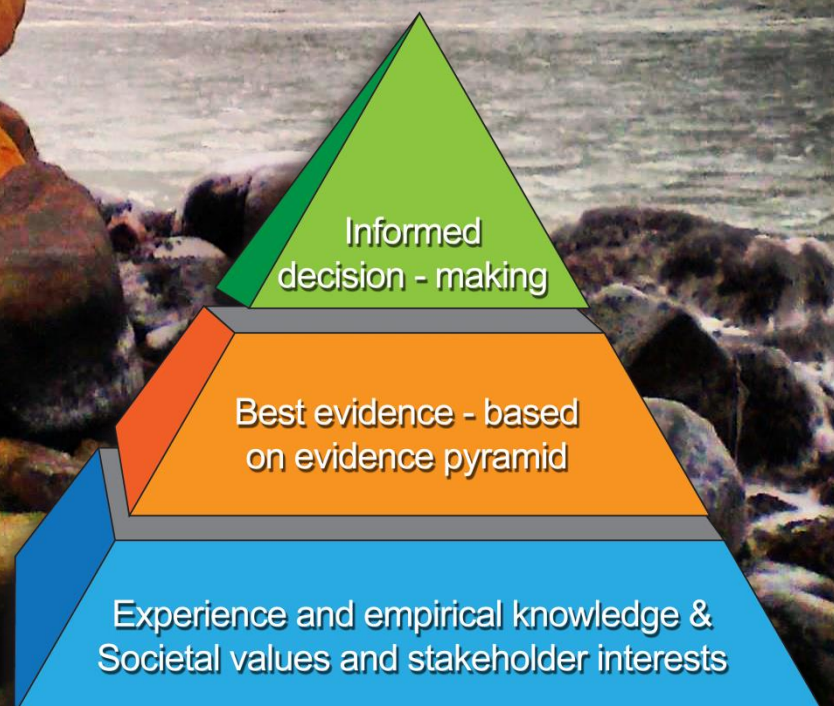 Informed
decision - making
Best evidence - based
on evidence pyramid
Experience and empirical knowledge &
Societal values and stakeholder interests